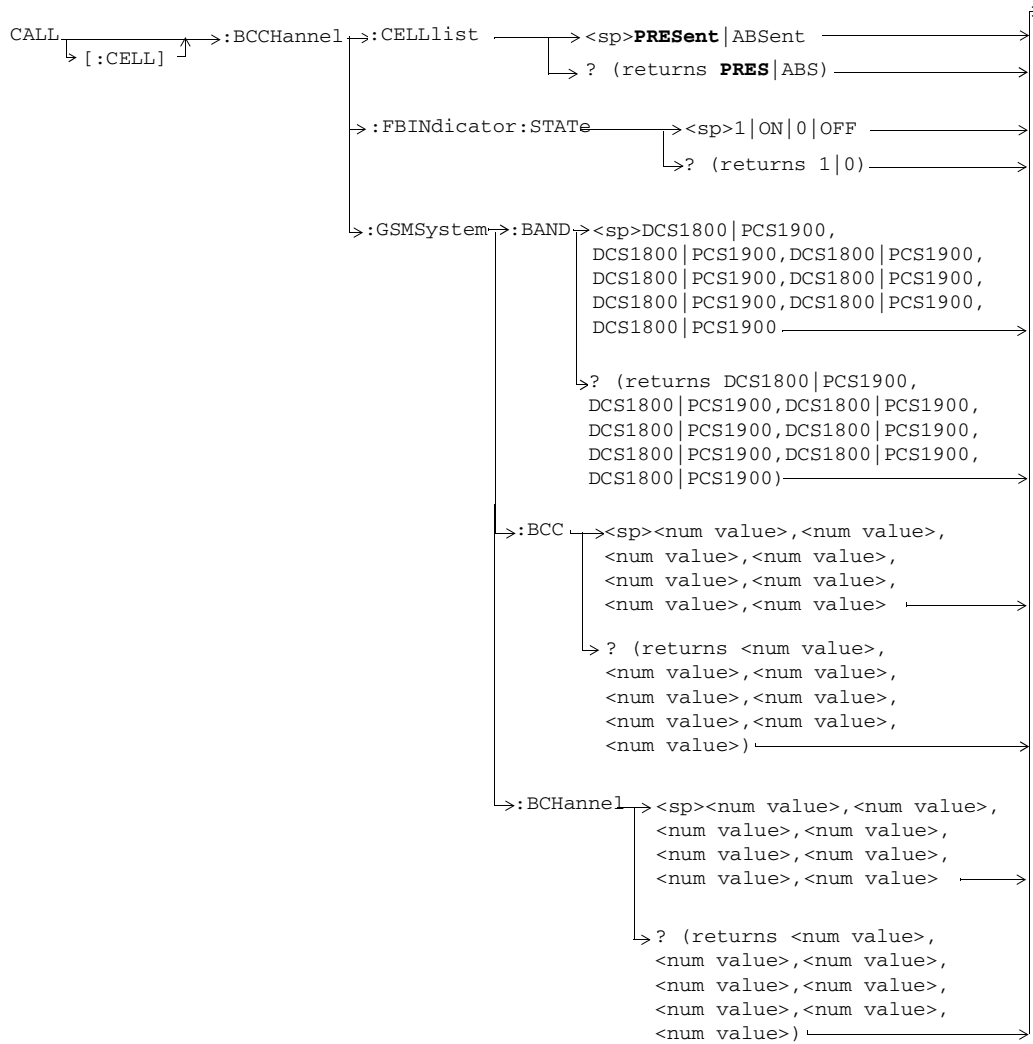 CALL :BCCHannel :CELLlist <sp>PRESent|ABSent
[:CELL]
? (returns PRES|ABS)
:FBINdicator:STATe <sp>1|ON|0|OFF
? (returns 1|0)
:GSMSystem :BAND <sp>DCS1800|PCS1900,
DCS1800|PCS1900,DCS1800|PCS1900,
DCS1800|PCS1900,DCS1800|PCS1900,
DCS1800|PCS1900,DCS1800|PCS1900,
DCS1800|PCS1900
? (returns DCS1800|PCS1900,
DCS1800|PCS1900,DCS1800|PCS1900,
DCS1800|PCS1900,DCS1800|PCS1900,
DCS1800|PCS1900,DCS1800|PCS1900,
DCS1800|PCS1900)
:BCC <sp><num value>,<num value>,
<num value>,<num value>,
<num value>,<num value>,
<num value>,<num value>
? (returns <num value>,
<num value>,<num value>,
<num value>,<num value>,
<num value>,<num value>,
<num value>)
:BCHannel <sp><num value>,<num value>,
<num value>,<num value>,
<num value>,<num value>,
<num value>,<num value>
? (returns <num value>,
<num value>,<num value>,
<num value>,<num value>,
<num value>,<num value>,
<num value>)